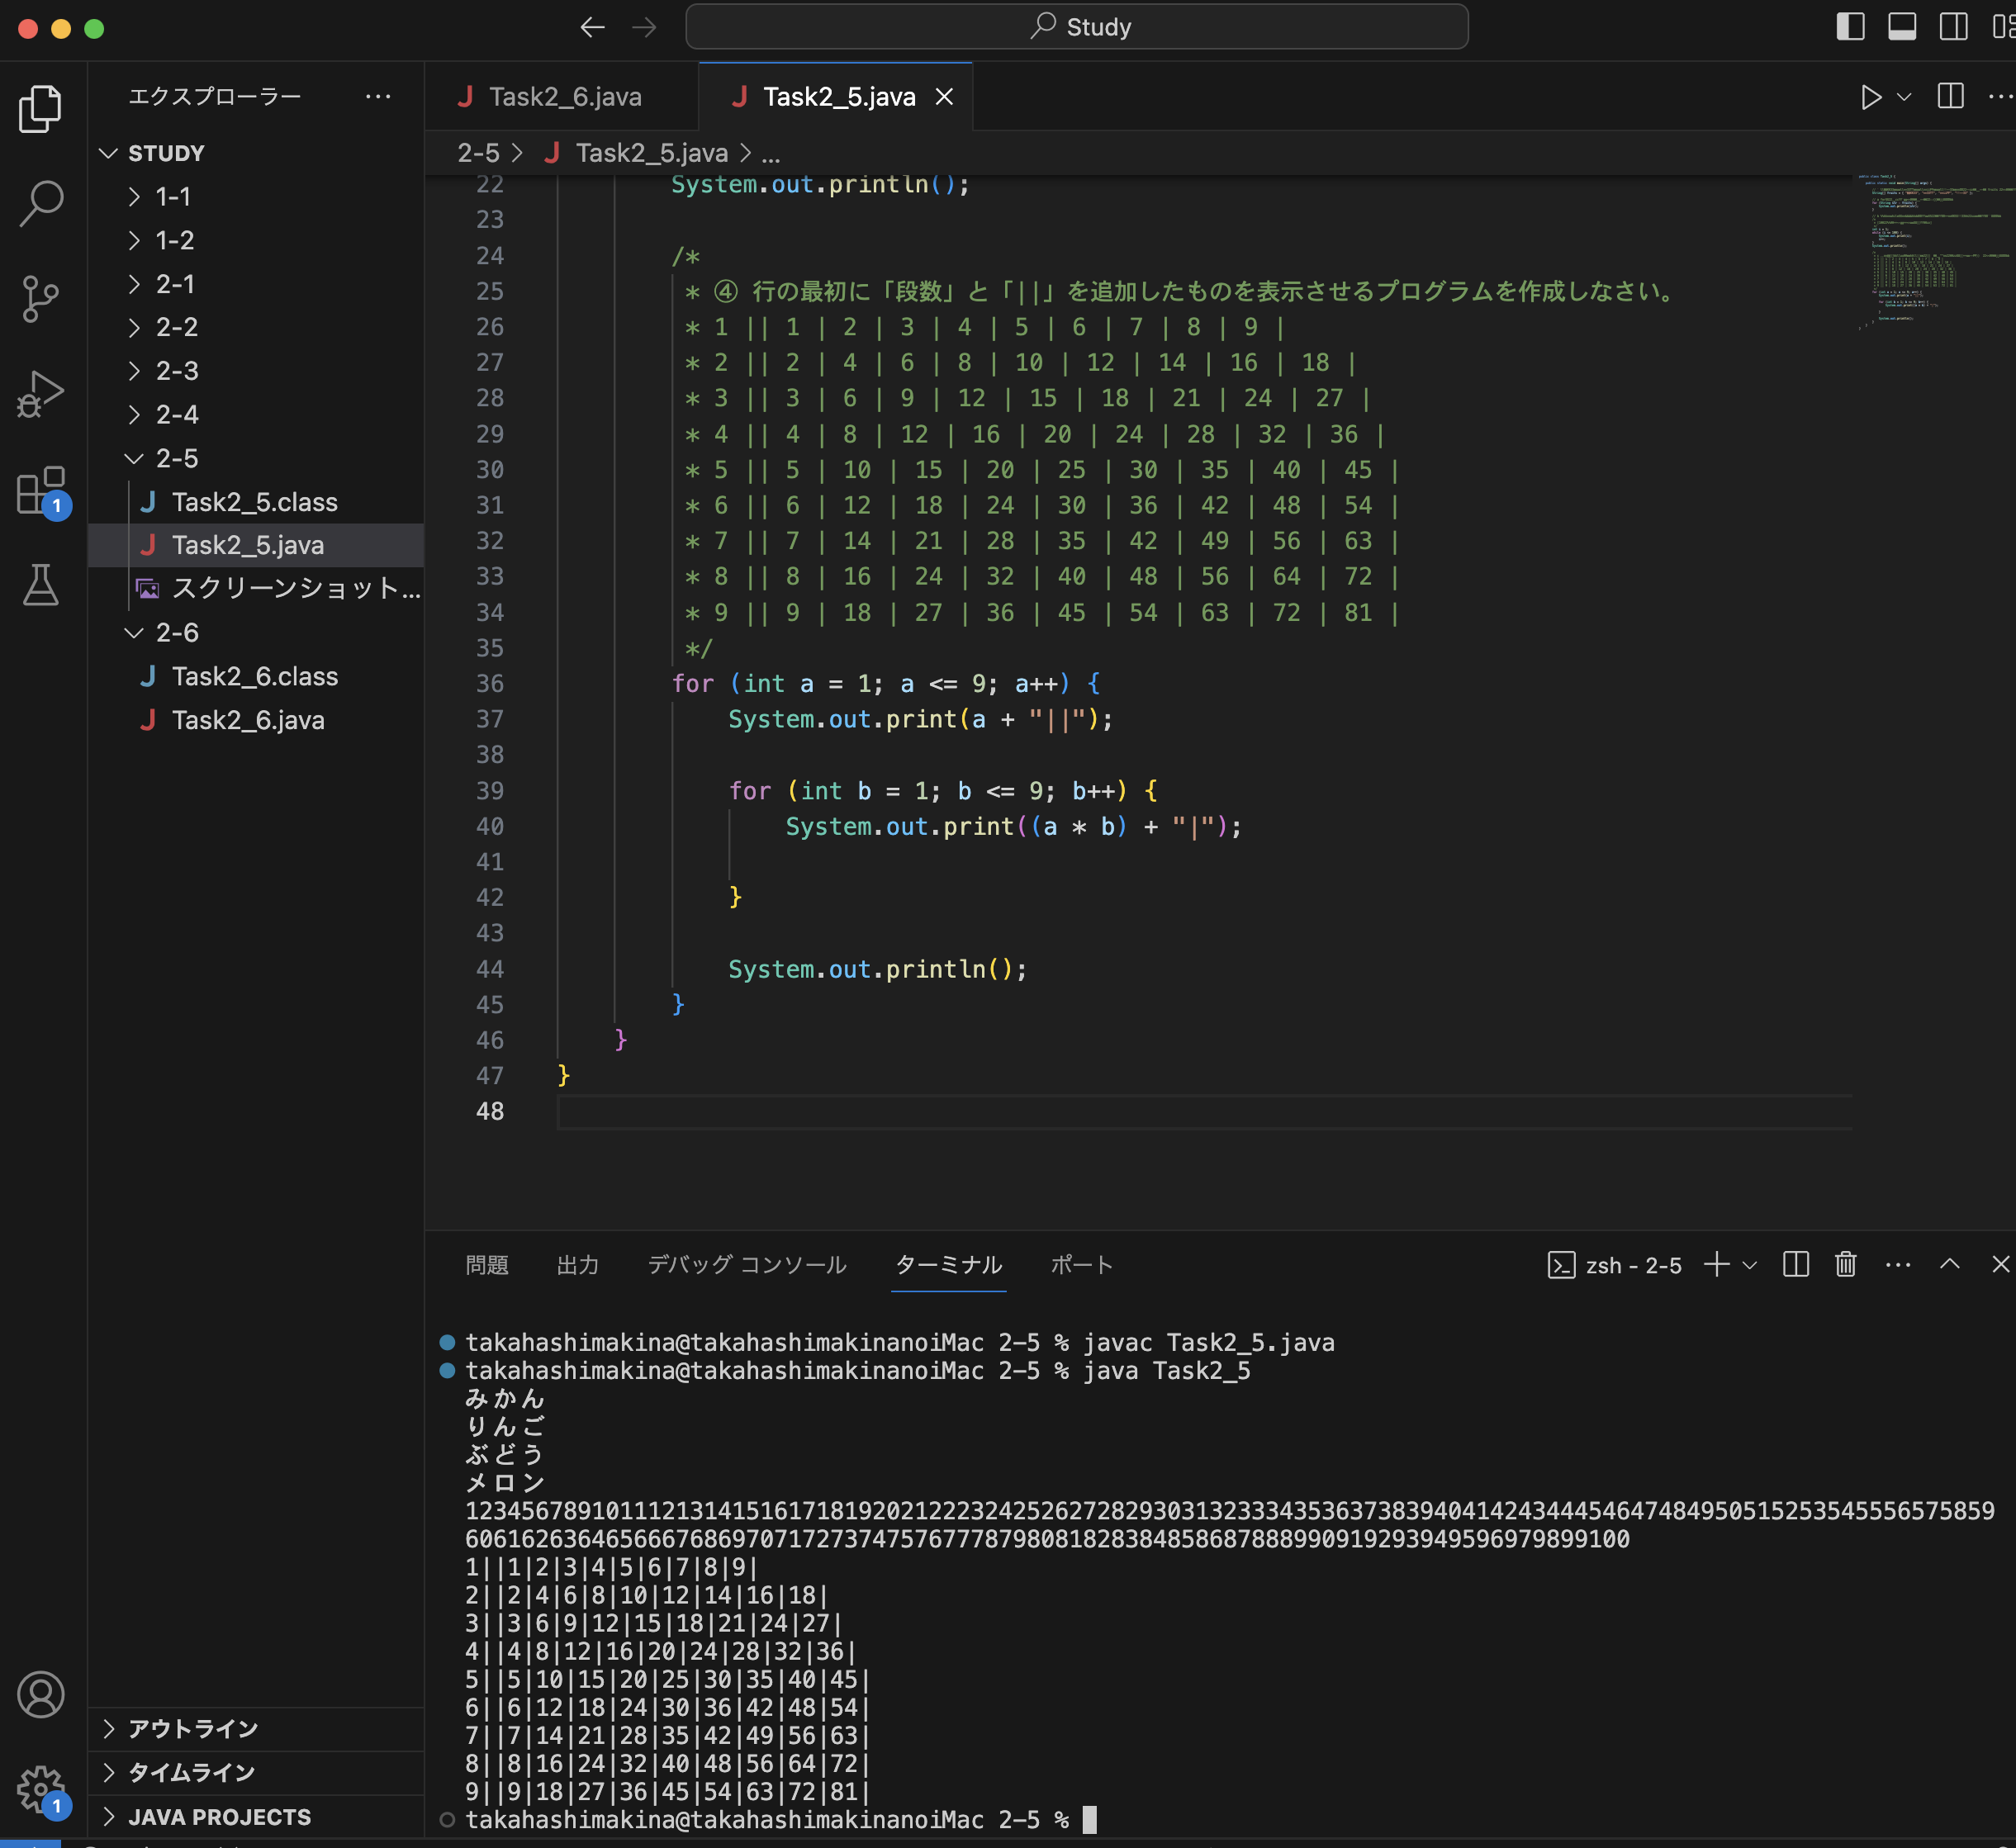 Study
エクスプローラー
Task2_6.java
Task2_5.java
STUDY
2-5 > Task2_5.java > ...
1-1
1-2
2-1
2-2
2-3
2-4
2-5
Task2_5.class
Task2_5.java
スクリーンショット...
2-6
Task2_6.class
Task2_6.java
1
22 System.out.println();
23
24 /*
25 * ④ 行の最初に「段数」と「||」を追加したものを表示させるプログラムを作成しなさい。
26 * 1 || 1 | 2 | 3 | 4 | 5 | 6 | 7 | 8 | 9 |
27 * 2 || 2 | 4 | 6 | 8 | 10 | 12 | 14 | 16 | 18 |
28 * 3 || 3 | 6 | 9 | 12 | 15 | 18 | 21 | 24 | 27 |
29 * 4 || 4 | 8 | 12 | 16 | 20 | 24 | 28 | 32 | 36 |
30 * 5 || 5 | 10 | 15 | 20 | 25 | 30 | 35 | 40 | 45 |
31 * 6 || 6 | 12 | 18 | 24 | 30 | 36 | 42 | 48 | 54 |
32 * 7 || 7 | 14 | 21 | 28 | 35 | 42 | 49 | 56 | 63 |
33 * 8 || 8 | 16 | 24 | 32 | 40 | 48 | 56 | 64 | 72 |
34 * 9 || 9 | 18 | 27 | 36 | 45 | 54 | 63 | 72 | 81 |
35 */
36 for (int a = 1; a <= 9; a++) {
37 System.out.print(a + "||");
38
39 for (int b = 1; b <= 9; b++) {
40 System.out.print((a * b) + "|");
41
42 }
43
44 System.out.println();
45 }
46 }
47 }
48
問題 出力 デバッグ コンソール ターミナル ポート zsh - 2-5
takahashimakina@takahashimakinanoiMac 2-5 % javac Task2_5.java
takahashimakina@takahashimakinanoiMac 2-5 % java Task2_5
みかん
りんご
ぶどう
メロン
1234567891011121314151617181920212223242526272829303132333435363738394041424344454647484950515253545556575859
6061626364656667686970717273747576777879808182838485868788899091929394959697989​9100
1||1|2|3|4|5|6|7|8|9|
2||2|4|6|8|10|12|14|16|18|
3||3|6|9|12|15|18|21|24|27|
4||4|8|12|16|20|24|28|32|36|
5||5|10|15|20|25|30|35|40|45|
6||6|12|18|24|30|36|42|48|54|
7||7|14|21|28|35|42|49|56|63|
8||8|16|24|32|40|48|56|64|72|
9||9|18|27|36|45|54|63|72|81|
takahashimakina@takahashimakinanoiMac 2-5 %
アウトライン
タイムライン
JAVA PROJECTS
1